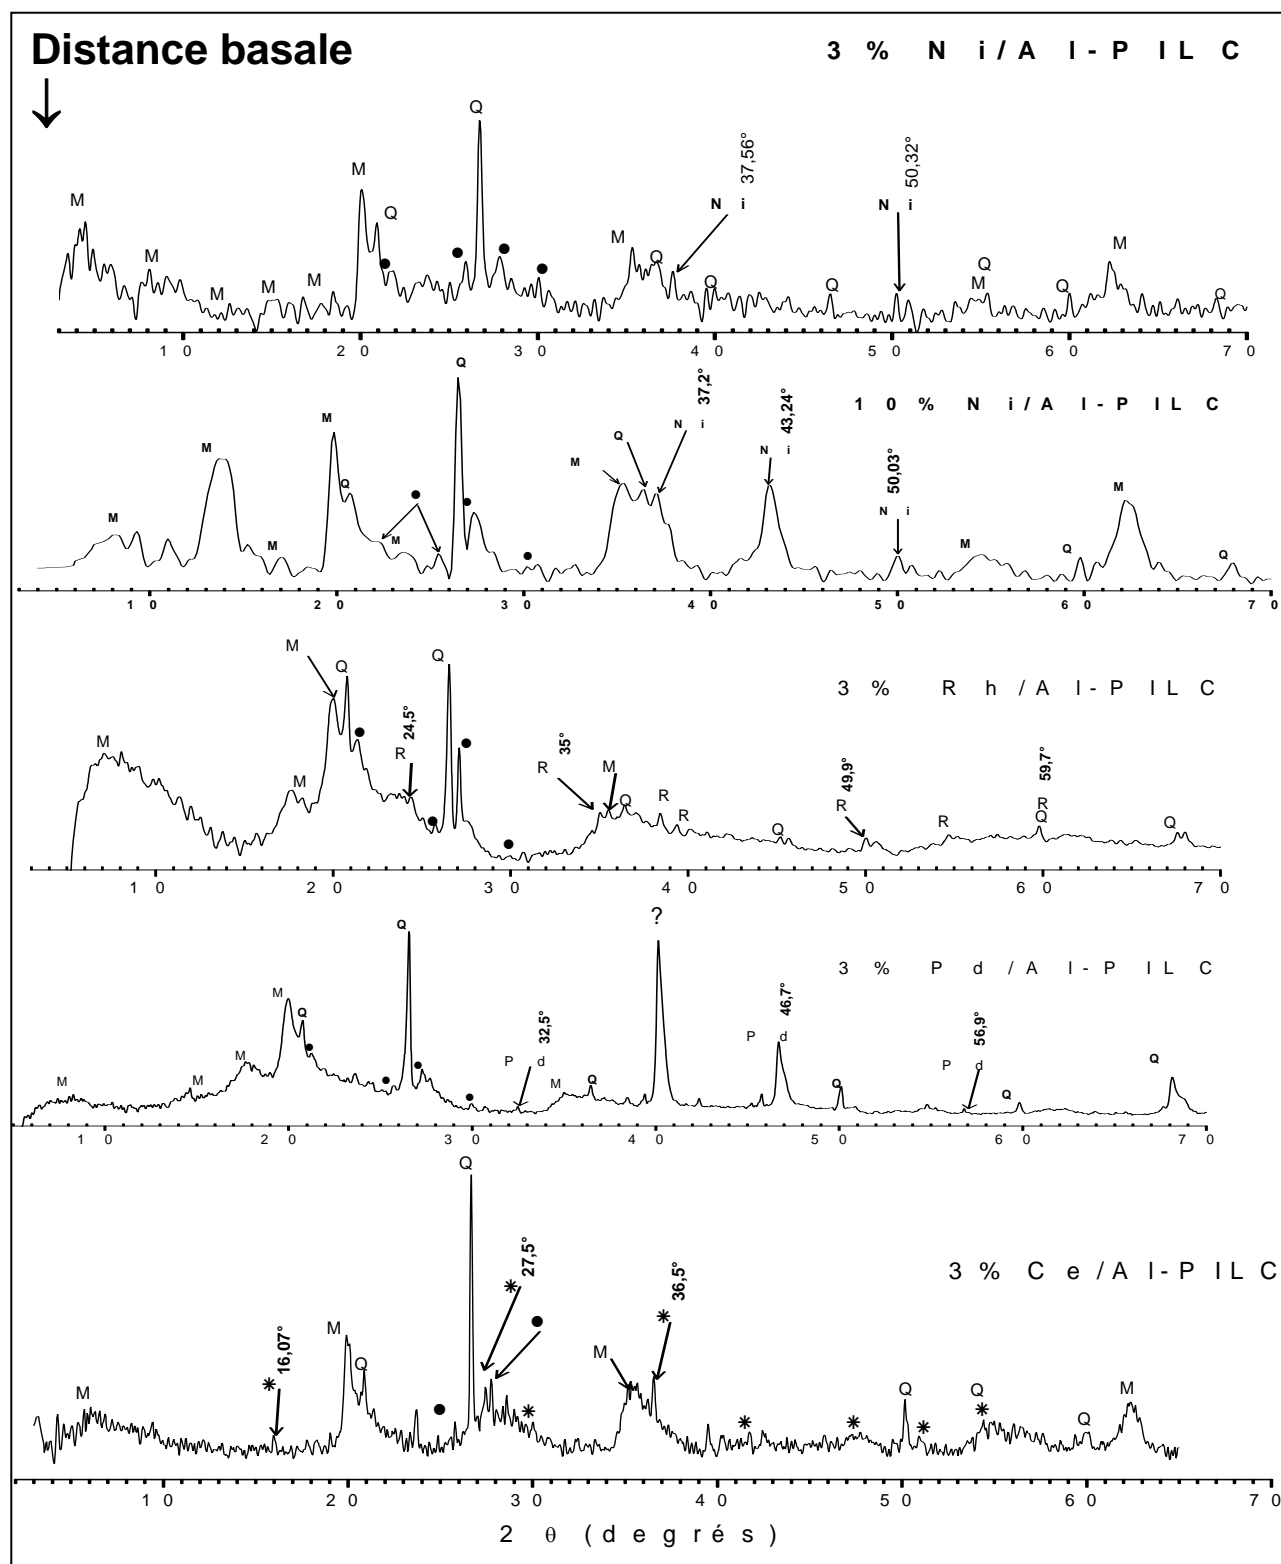 Distance basale
3 % Ni/Al-PILC
Q
M
M
Q
M
M
M
M
M
Q
Ni 37,56°
Q
Ni 50,32°
Q
M
Q
Q
M
Q
10 20 30 40 50 60 70
10% Ni/Al-PILC
M
M
M
M
Q
M
Q
M
Q
Ni 37,2°
Ni 43,24°
Ni 50,03°
M
Q
M
Q
10 20 30 40 50 60 70
3 % Rh/Al-PILC
M
M
M
Q
R 24,5°
Q
R 35°
M
Q
R
R
Q
R 49,9°
R
R 59,7°
Q
Q
10 20 30 40 50 60 70
3 % Pd/Al-PILC
M
M
M
M
Q
Q
Pd 32,5°
M
Q
?
Pd 46,7°
Q
Pd 56,9°
Q
Q
10 20 30 40 50 60 70
3 % Ce/Al-PILC
M
* 16,07°
M
Q
Q
* 27,5°
*
M
* 36,5°
*
*
Q
*
Q
*
Q
M
10 20 30 40 50 60 70
2 θ (degrés)